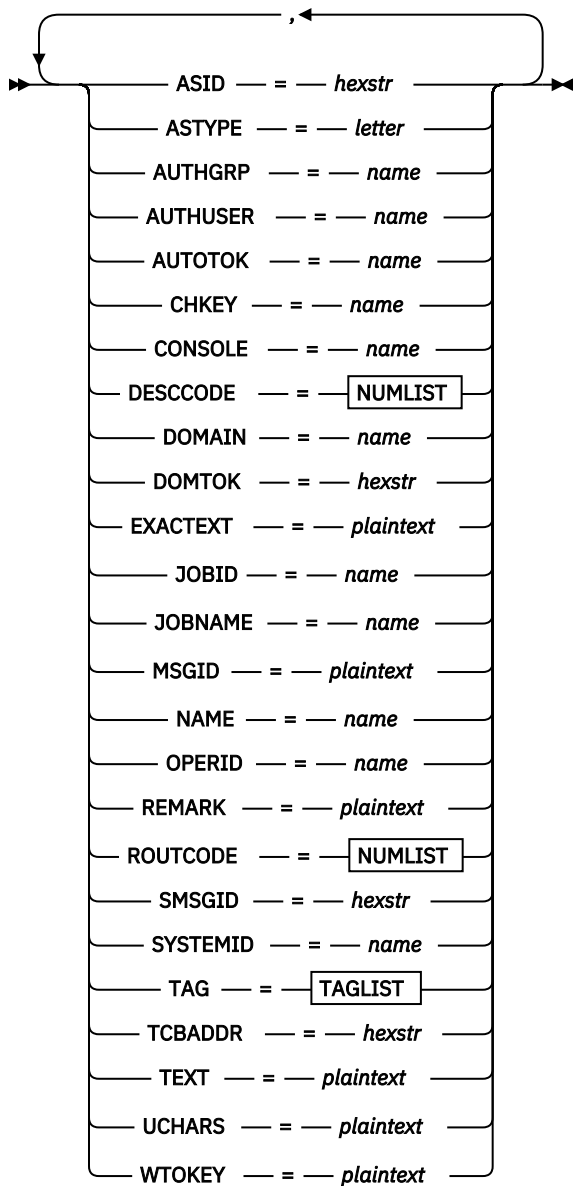 ,
ASID = hexstr
ASTYPE = letter
AUTHGRP = name
AUTHUSER = name
AUTOTOK = name
CHKEY = name
CONSOLE = name
DESCCODE = NUMLIST
DOMAIN = name
DOMTOK = hexstr
EXACTEXT = plaintext
JOBID = name
JOBNAME = name
MSGID = plaintext
NAME = name
OPERID = name
REMARK = plaintext
ROUTCODE = NUMLIST
SMSGID = hexstr
SYSTEMID = name
TAG = TAGLIST
TCBADDR = hexstr
TEXT = plaintext
UCHARS = plaintext
WTOKEY = plaintext